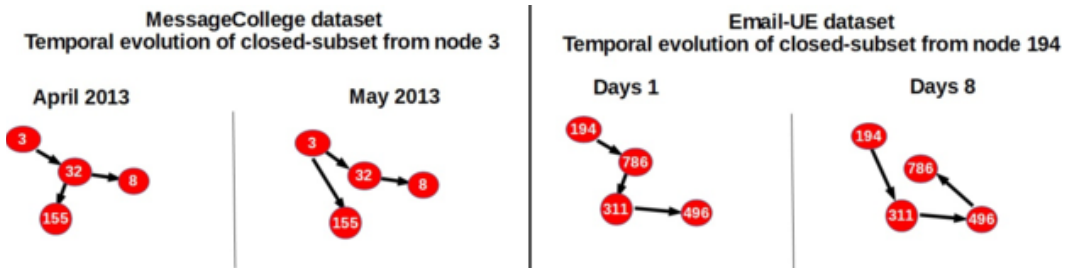 MessageCollege dataset
Temporal evolution of closed-subset from node 3
April 2013
May 2013
3
32
8
155
3
32
8
155
Email-UE dataset
Temporal evolution of closed-subset from node 194
Days 1
Days 8
194
786
311
496
194
786
311
496